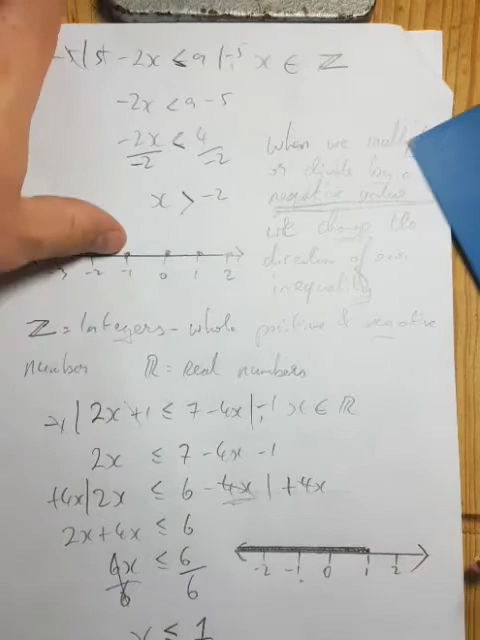 -5 | 5 - 2x ≤ 9 | -5 x ∈ ℤ
-2x < 9 - 5
-2x < 4
-2 -2
x > -2
When we
or divide by a
negative value
we change the
direction of our
inequality
-3 -2 -1 0 1 2
ℤ = Integers - whole positive & negative
number ℝ = real numbers
-1 | 2x + 1 ≤ 7 - 4x | -1 x ∈ ℝ
2x ≤ 7 - 4x - 1
+4x | 2x ≤ 6 - 4x | +4x
2x + 4x ≤ 6
6x ≤ 6
6 6
-2 -1 0 1 2
x ≤ 1